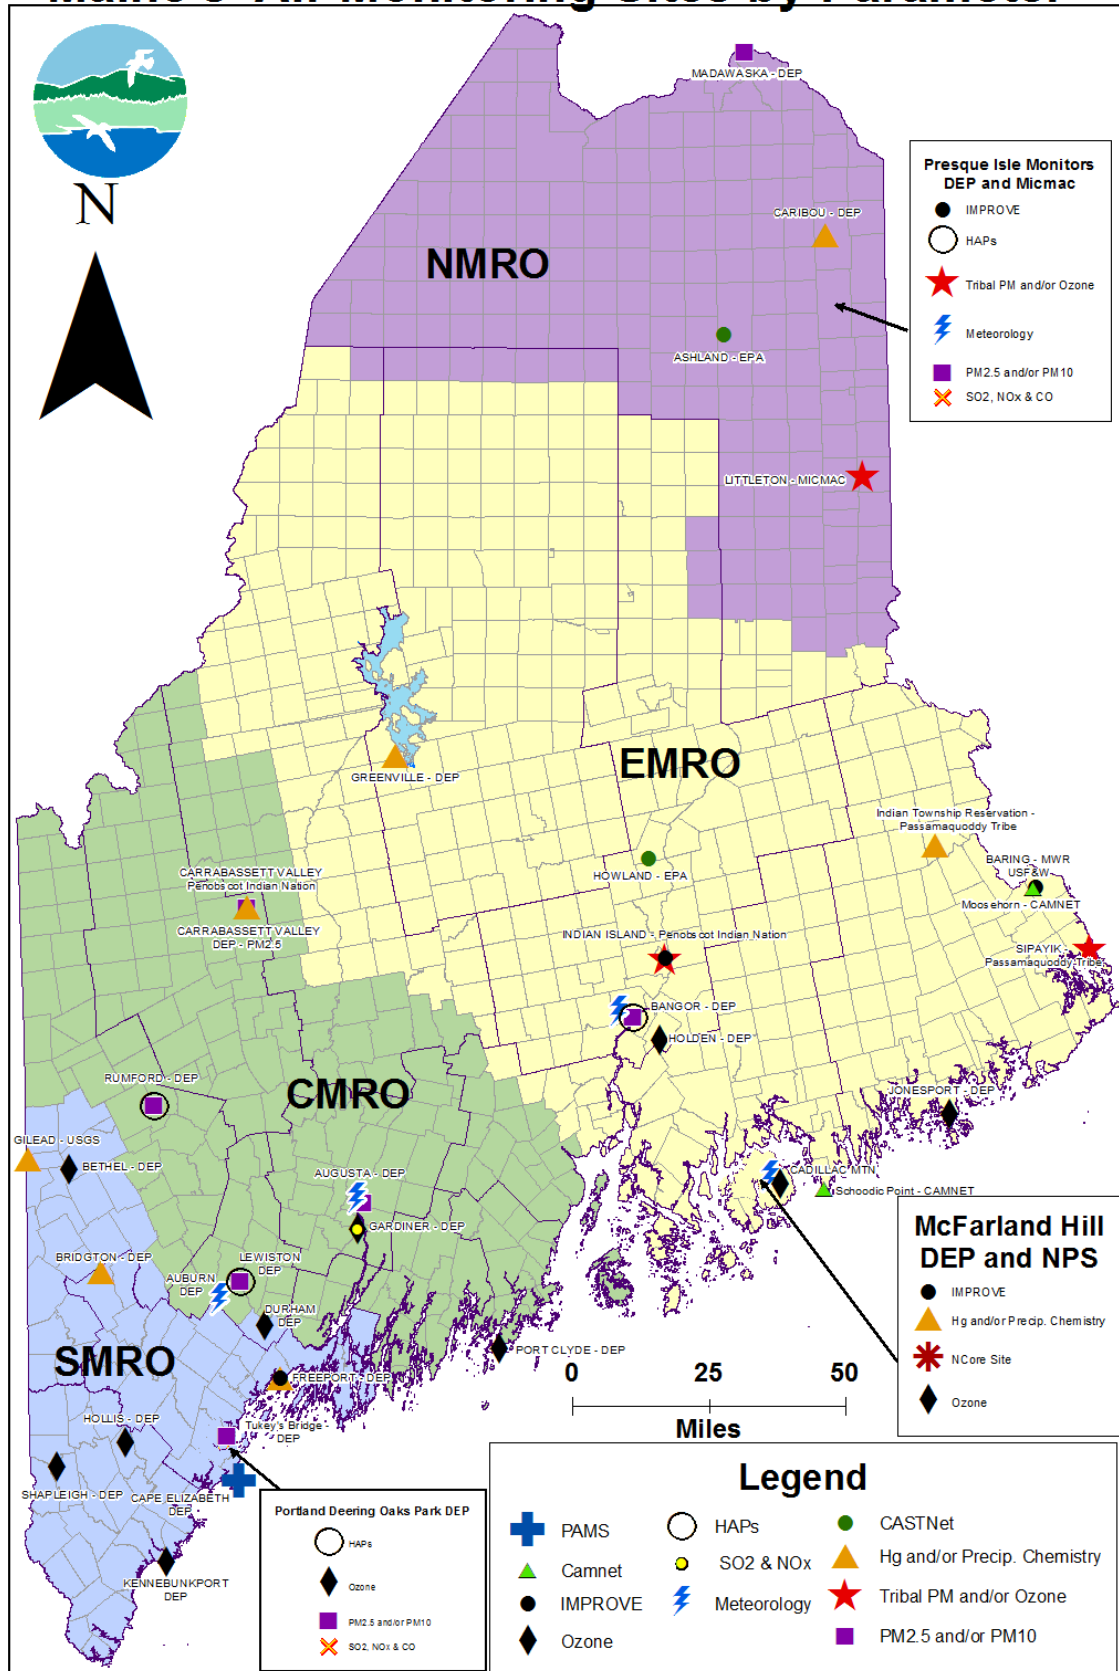 Maine's Air Monitoring Sites by Parameter
N
MADAWASKA - DEP
Presque Isle Monitors
DEP and Micmac
IMPROVE
HAPs
Tribal PM and/or Ozone
Meteorology
PM2.5 and/or PM10
SO2, NOx & CO
CARIBOU - DEP
NMRO
ASHLAND - EPA
LITTLETON - MICMAC
EMRO
GREENVILLE - DEP
Indian Township Reservation -
Passamaquoddy Tribe
HOWLAND - EPA
BARING - MWR
USF&W
Moosehorn - CAMNET
CARRABASSETT VALLEY
Penobscot Indian Nation
CARRABASSETT VALLEY
DEP - PM2.5
INDIAN ISLAND - Penobscot Indian Nation
SIPAYIK -
Passamaquoddy Tribe
BANGOR - DEP
HOLDEN - DEP
RUMFORD - DEP
CMRO
JONESPORT - DEP
GILEAD - USGS
BETHEL - DEP
AUGUSTA - DEP
CADILLAC MTN
Schoodic Point - CAMNET
GARDINER - DEP
McFarland Hill
DEP and NPS
IMPROVE
Hg and/or Precip. Chemistry
NCore Site
Ozone
BRIDGTON - DEP
LEWISTON
DEP
AUBURN
DEP
DURHAM
DEP
PORT CLYDE - DEP
SMRO
FREEPORT - DEP
0 25 50
Miles
HOLLIS - DEP
Tukey's Bridge -
DEP
SHAPLEIGH - DEP
CAPE ELIZABETH
DEP
KENNEBUNKPORT
DEP
Portland Deering Oaks Park DEP
HAPs
Ozone
PM2.5 and/or PM10
SO2, NOx & CO
Legend
PAMS
HAPs
CASTNet
Camnet
SO2 & NOx
Hg and/or Precip. Chemistry
IMPROVE
Meteorology
Tribal PM and/or Ozone
Ozone
PM2.5 and/or PM10